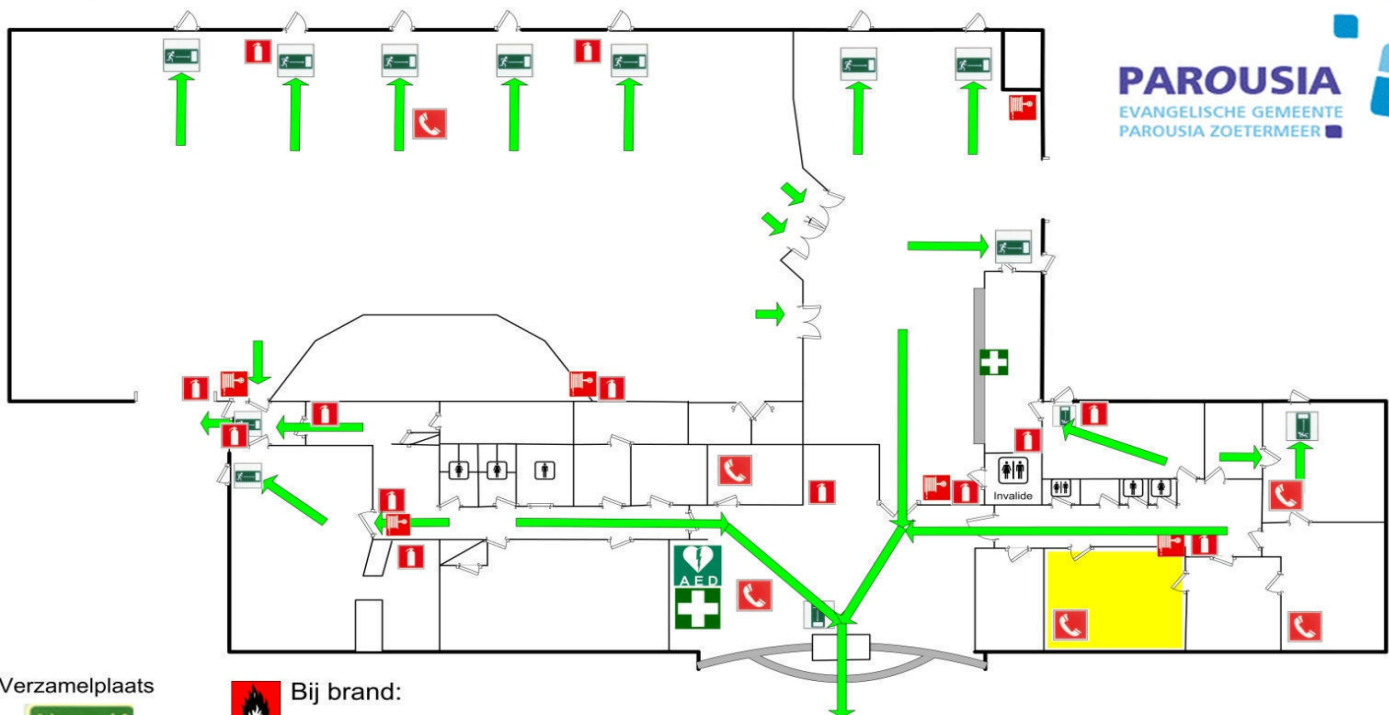 PAROUSIA
EVANGELISCHE GEMEENTE
PAROUSIA ZOETERMEER
Invalide
AED
Verzamelplaats
Bij brand: